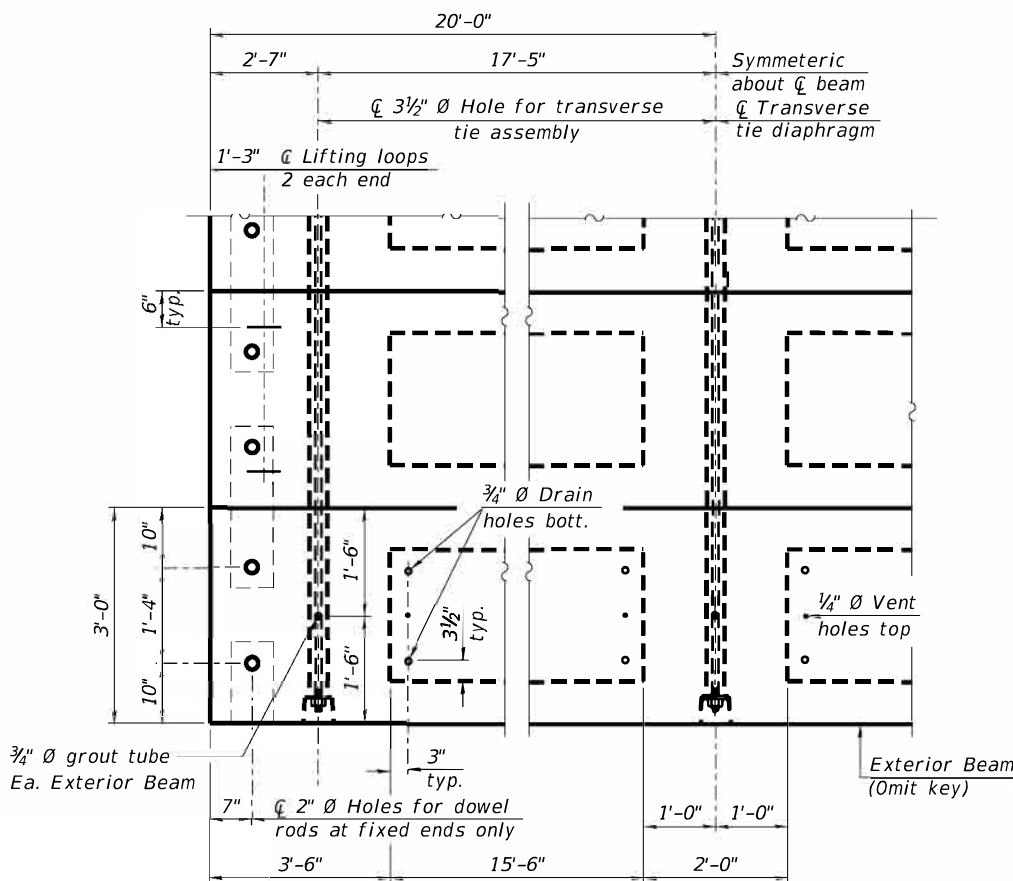 20'-0"
2'-7"
17'-5"
Symmeteric
about ℄ beam
℄ 3½" Ø Hole for transverse
tie assembly
℄ Transverse
tie diaphragm
1'-3"
℄ Lifting loops
2 each end
6"
typ.
¾" Ø Drain
holes bott.
10"
1'-6"
3'-0"
1'-4"
3½"
typ.
¼" Ø Vent
holes top
1'-6"
10"
¾" Ø grout tube
Ea. Exterior Beam
3"
typ.
Exterior Beam
(Omit key)
7"
℄ 2" Ø Holes for dowel
rods at fixed ends only
1'-0"
1'-0"
3'-6"
15'-6"
2'-0"